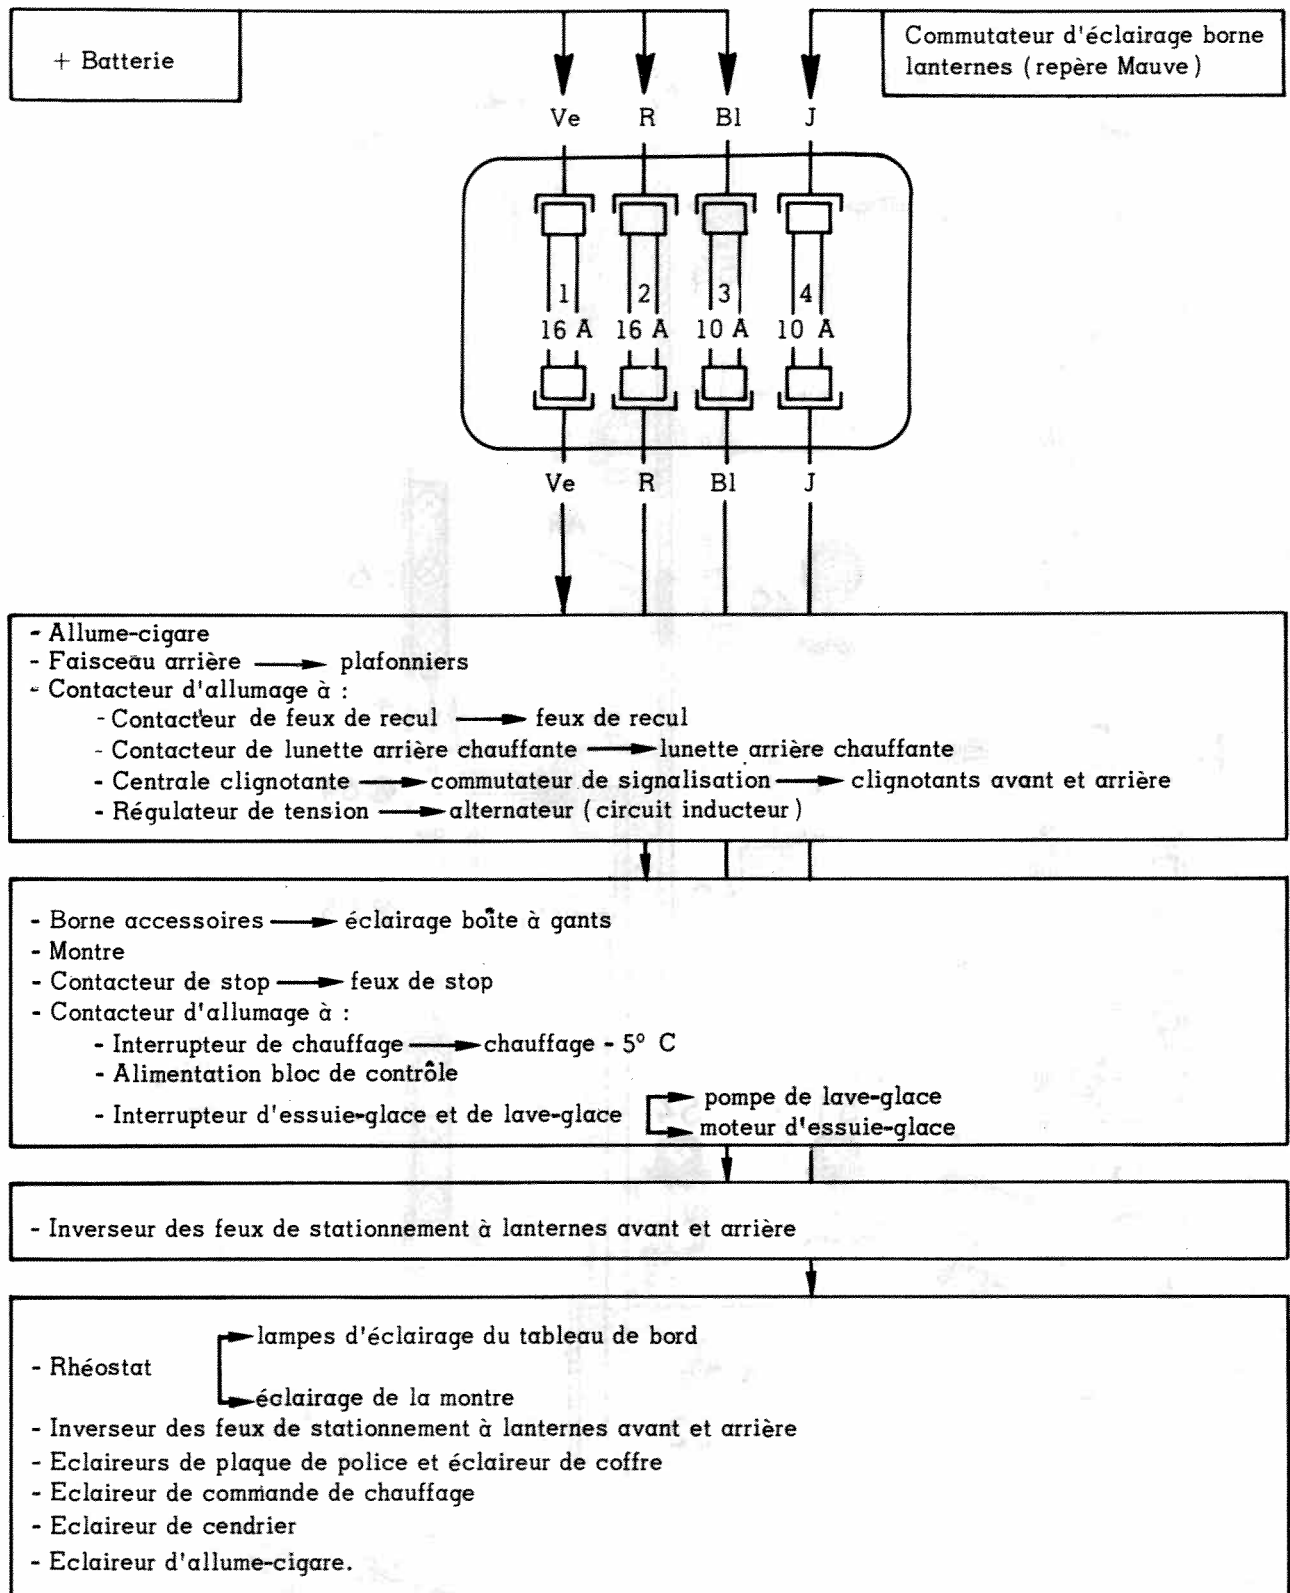 + Batterie
Commutateur d'éclairage borne
lanternes (repère Mauve)
Ve R Bl J
1 2 3 4
16 A 16 A 10 A 10 A
Ve R Bl J
- Allume-cigare
- Faisceau arrière plafonniers
- Contacteur d'allumage à :
- Contacteur de feux de recul feux de recul
- Contacteur de lunette arrière chauffante lunette arrière chauffante
- Centrale clignotante commutateur de signalisation clignotants avant et arrière
- Régulateur de tension alternateur (circuit inducteur)
- Borne accessoires éclairage boîte à gants
- Montre
- Contacteur de stop feux de stop
- Contacteur d'allumage à :
- Interrupteur de chauffage chauffage - 5° C
- Alimentation bloc de contrôle
pompe de lave-glace
- Interrupteur d'essuie-glace et de lave-glace
moteur d'essuie-glace
- Inverseur des feux de stationnement à lanternes avant et arrière
lampes d'éclairage du tableau de bord
- Rhéostat
éclairage de la montre
- Inverseur des feux de stationnement à lanternes avant et arrière
- Eclaireurs de plaque de police et éclaireur de coffre
- Eclaireur de commande de chauffage
- Eclaireur de cendrier
- Eclaireur d'allume-cigare.